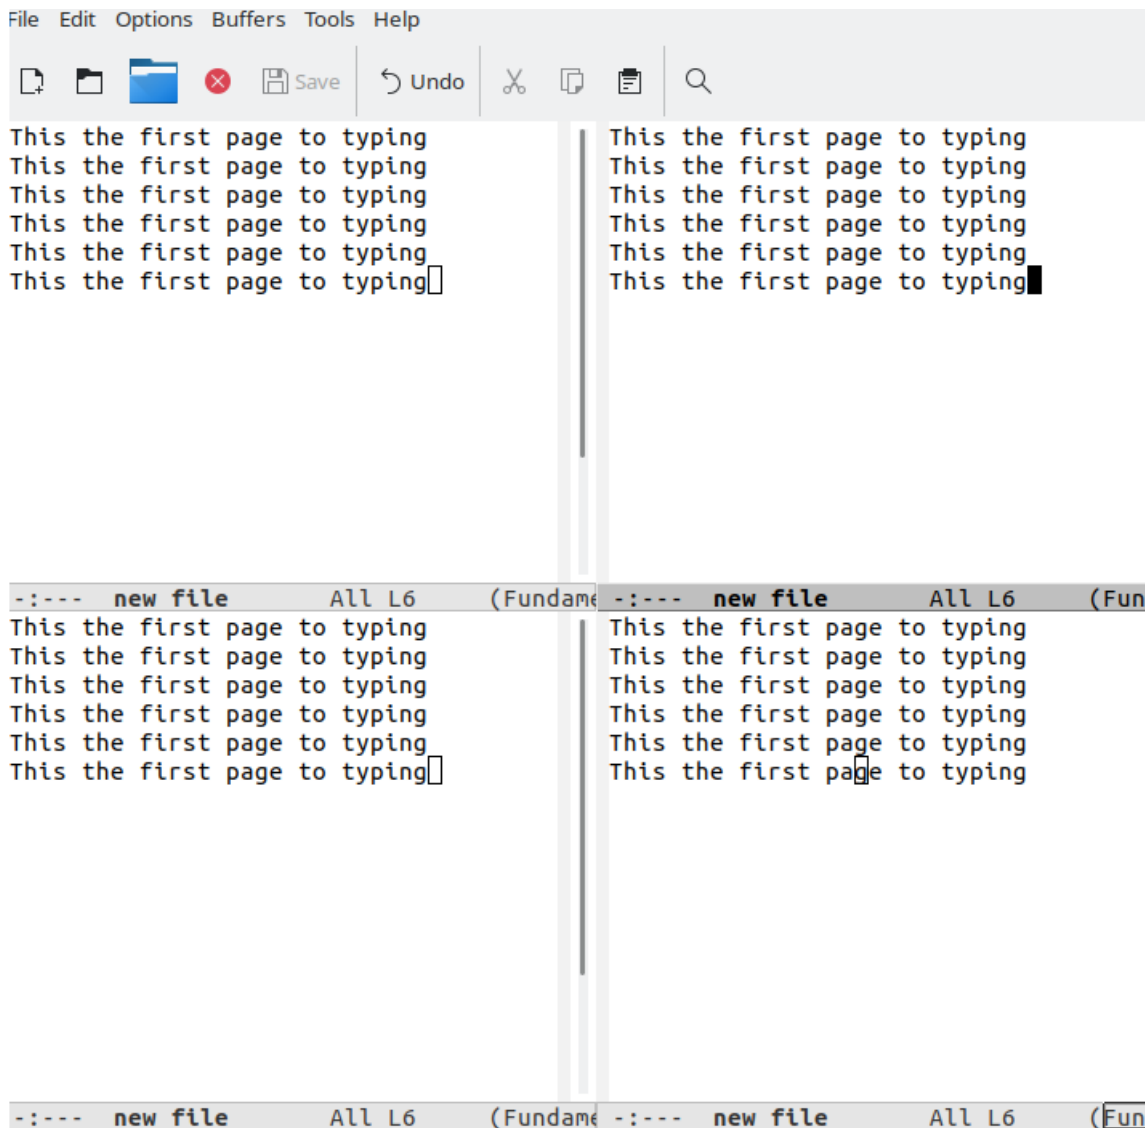 File Edit Options Buffers Tools Help
Save Undo
This the first page to typing
This the first page to typing
This the first page to typing
This the first page to typing
This the first page to typing
This the first page to typing
-:--- new file All L6 (Fundame
This the first page to typing
This the first page to typing
This the first page to typing
This the first page to typing
This the first page to typing
This the first page to typing
-:--- new file All L6 (Fun
This the first page to typing
This the first page to typing
This the first page to typing
This the first page to typing
This the first page to typing
This the first page to typing
-:--- new file All L6 (Fundame
This the first page to typing
This the first page to typing
This the first page to typing
This the first page to typing
This the first page to typing
This the first page to typing
-:--- new file All L6 (Fun